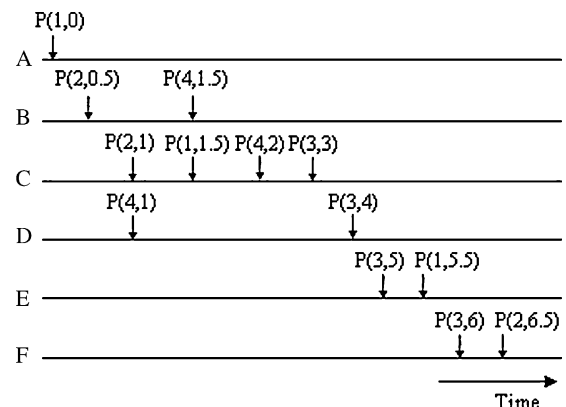 P(1,0)
A
P(2,0.5) P(4,1.5)
B
P(2,1) P(1,1.5) P(4,2) P(3,3)
C
P(4,1) P(3,4)
D
P(3,5) P(1,5.5)
E
P(3,6) P(2,6.5)
F
Time